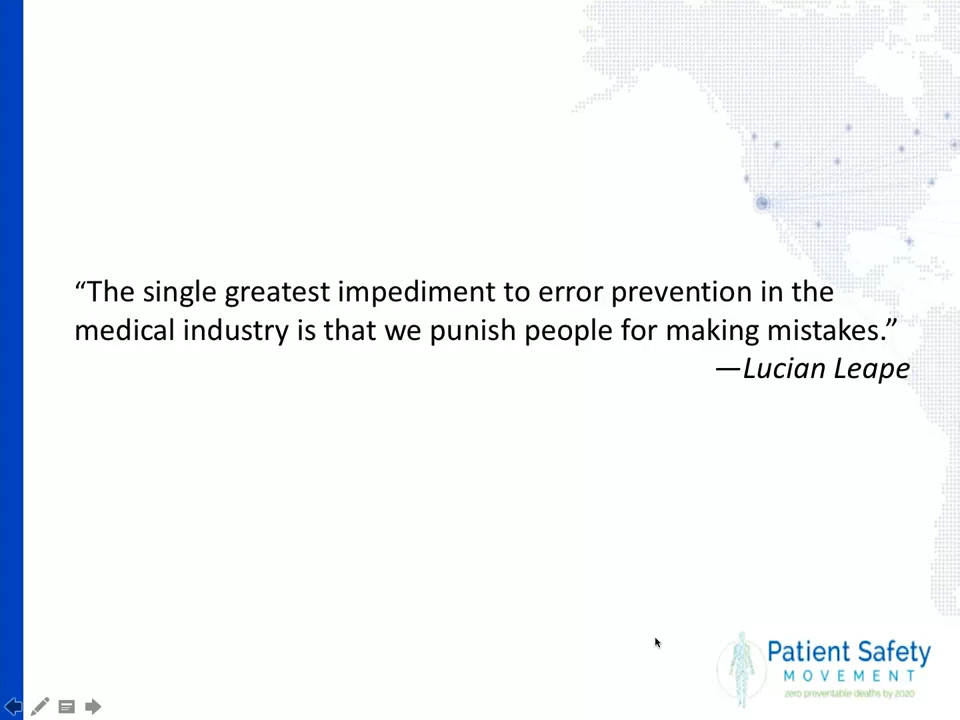 “The single greatest impediment to error prevention in the
medical industry is that we punish people for making mistakes.”
—Lucian Leape
Patient Safety
MOVEMENT
zero preventable deaths by 2020